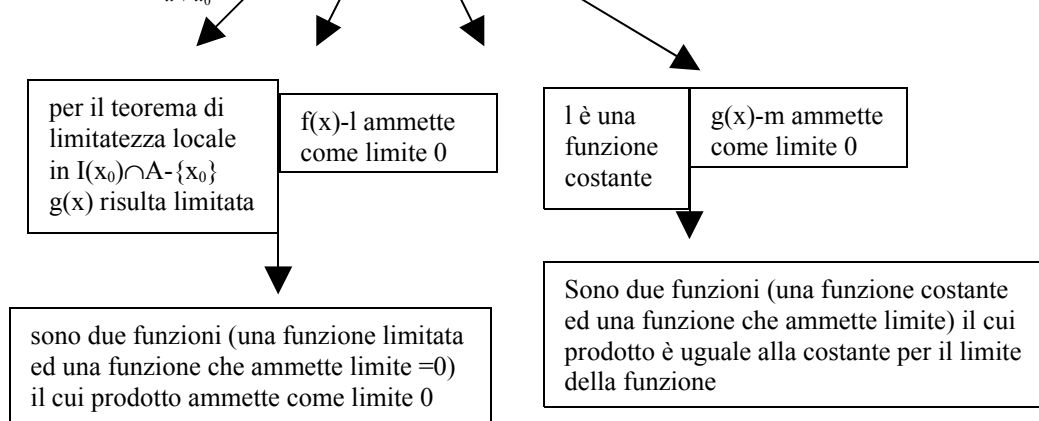 x₀
per il teorema di
limitatezza locale
in I(x₀)∩A-{x₀}
g(x) risulta limitata
f(x)-l ammette
come limite 0
l è una
funzione
costante
g(x)-m ammette
come limite 0
sono due funzioni (una funzione limitata
ed una funzione che ammette limite =0)
il cui prodotto ammette come limite 0
Sono due funzioni (una funzione costante
ed una funzione che ammette limite) il cui
prodotto è uguale alla costante per il limite
della funzione